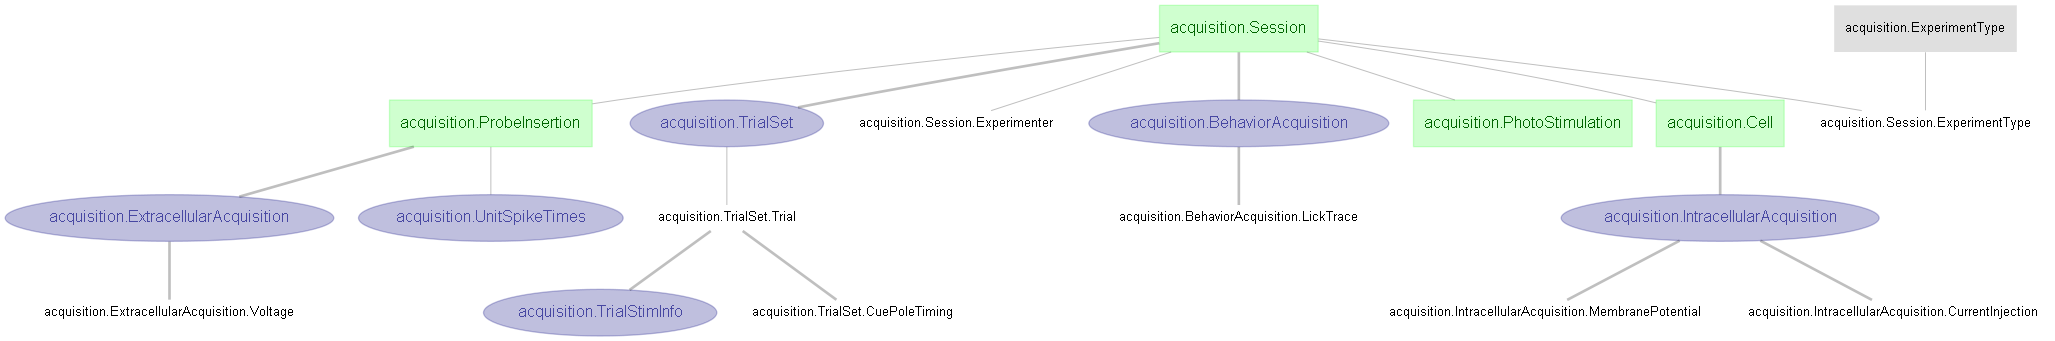 acquisition.Session
acquisition.ExperimentType
acquisition.ProbeInsertion
acquisition.TrialSet
acquisition.Session.Experimenter
acquisition.BehaviorAcquisition
acquisition.PhotoStimulation
acquisition.Cell
acquisition.Session.ExperimentType
acquisition.ExtracellularAcquisition
acquisition.UnitSpikeTimes
acquisition.TrialSet.Trial
acquisition.BehaviorAcquisition.LickTrace
acquisition.IntracellularAcquisition
acquisition.ExtracellularAcquisition.Voltage
acquisition.TrialStimInfo
acquisition.TrialSet.CuePoleTiming
acquisition.IntracellularAcquisition.MembranePotential
acquisition.IntracellularAcquisition.CurrentInjection